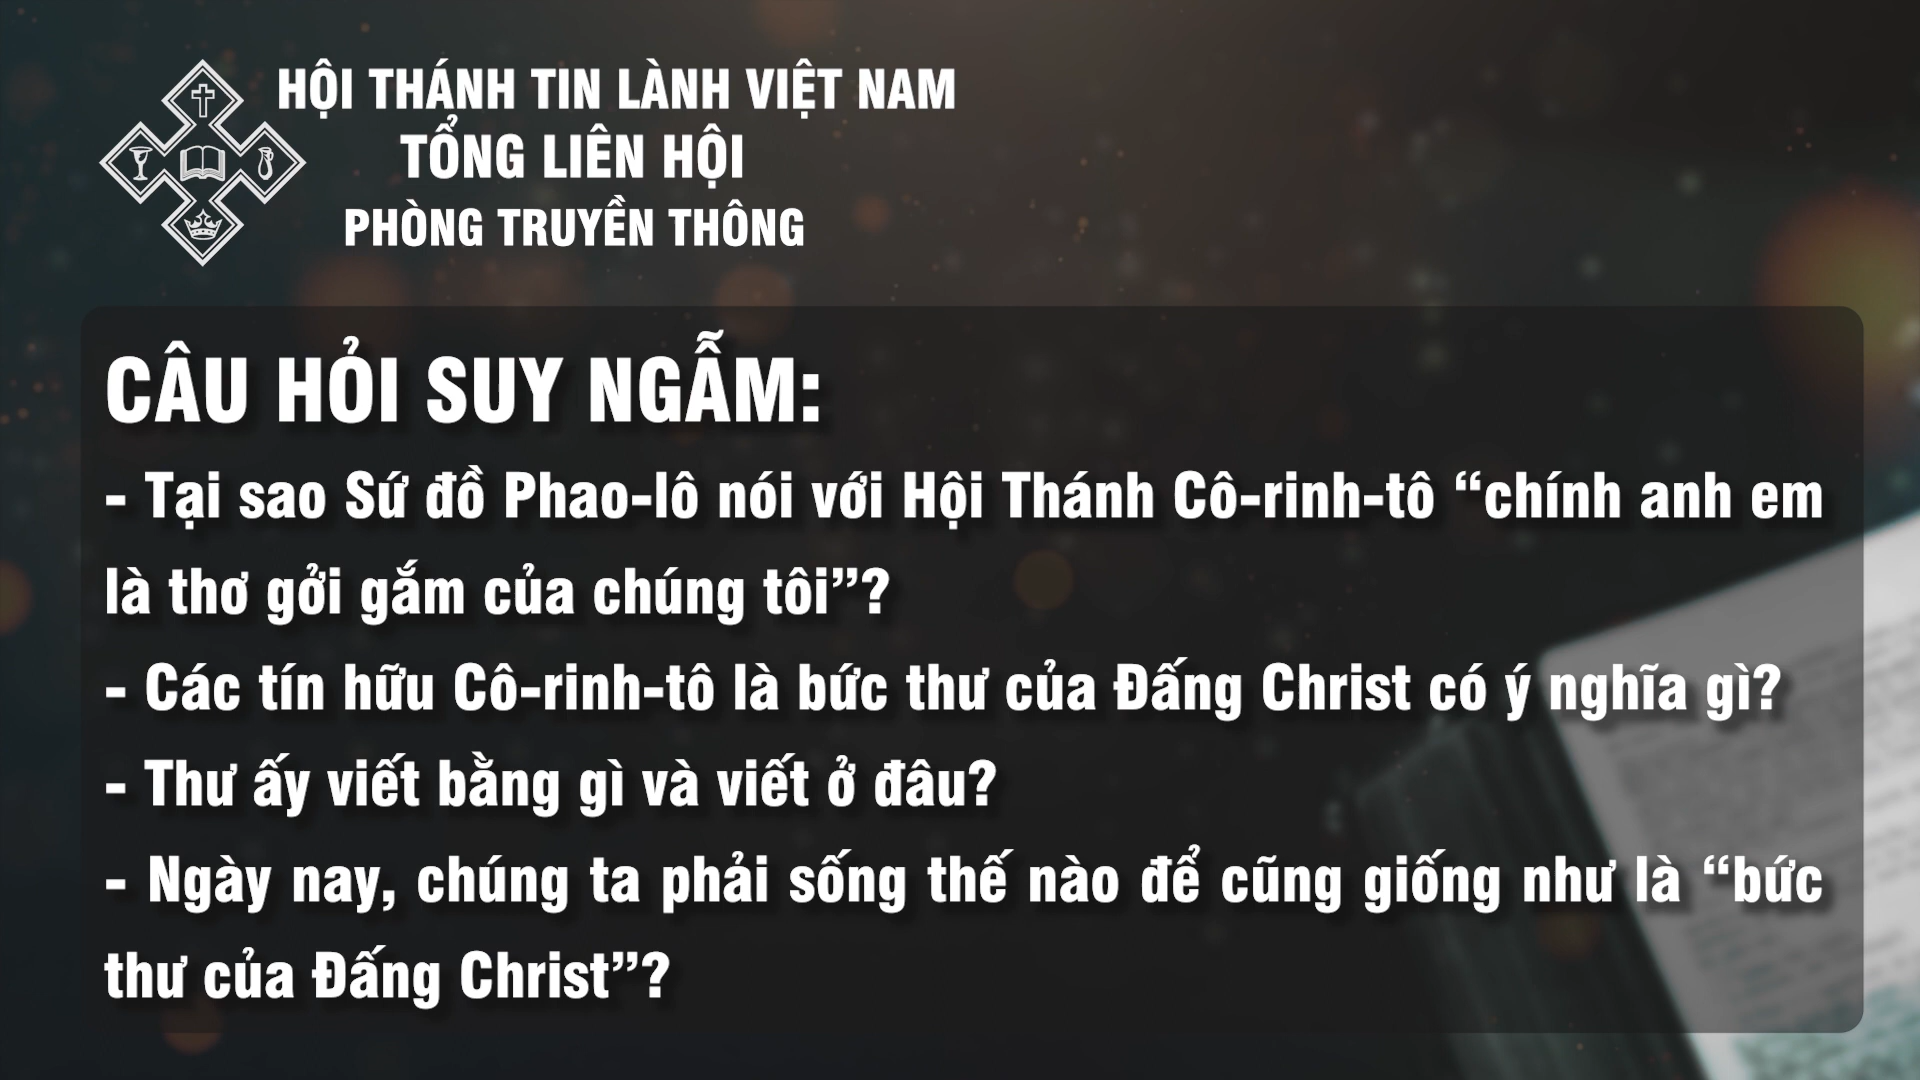 HỘI THÁNH TIN LÀNH VIỆT NAM
TỔNG LIÊN HỘI
PHÒNG TRUYỀN THÔNG
CÂU HỎI SUY NGẪM:
- Tại sao Sứ đồ Phao-lô nói với Hội Thánh Cô-rinh-tô “chính anh em
là thơ gởi gắm của chúng tôi”?
- Các tín hữu Cô-rinh-tô là bức thư của Đấng Christ có ý nghĩa gì?
- Thư ấy viết bằng gì và viết ở đâu?
- Ngày nay, chúng ta phải sống thế nào để cũng giống như là “bức
thư của Đấng Christ”?